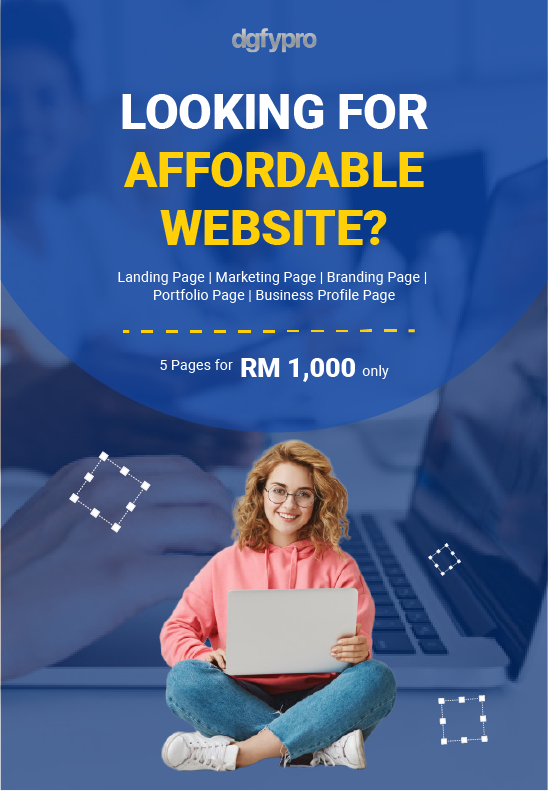 dgfypro
LOOKING FOR
AFFORDABLE
WEBSITE?
Landing Page | Marketing Page | Branding Page |
Portfolio Page | Business Profile Page
5 Pages for RM 1,000 only